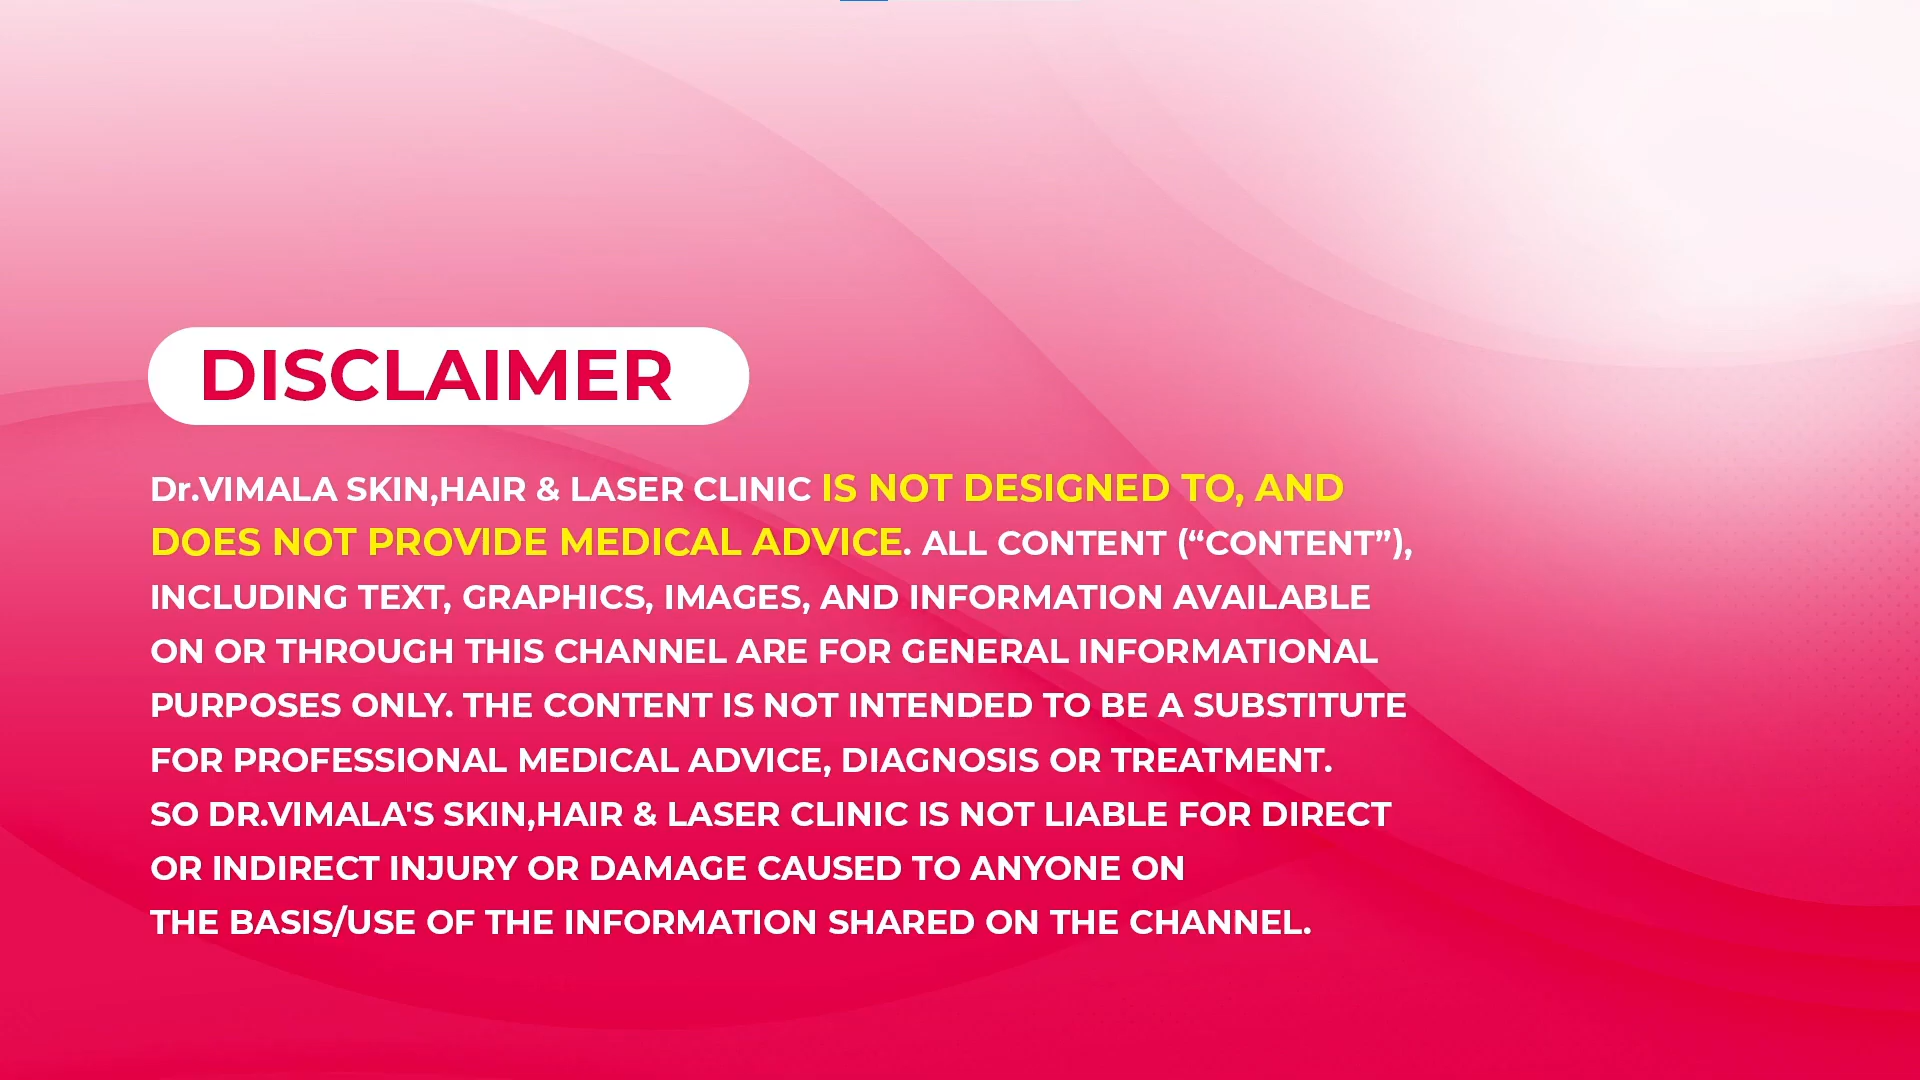 DISCLAIMER
Dr.VIMALA SKIN,HAIR & LASER CLINIC IS NOT DESIGNED TO, AND
DOES NOT PROVIDE MEDICAL ADVICE. ALL CONTENT (“CONTENT”),
INCLUDING TEXT, GRAPHICS, IMAGES, AND INFORMATION AVAILABLE
ON OR THROUGH THIS CHANNEL ARE FOR GENERAL INFORMATIONAL
PURPOSES ONLY. THE CONTENT IS NOT INTENDED TO BE A SUBSTITUTE
FOR PROFESSIONAL MEDICAL ADVICE, DIAGNOSIS OR TREATMENT.
SO DR.VIMALA'S SKIN,HAIR & LASER CLINIC IS NOT LIABLE FOR DIRECT
OR INDIRECT INJURY OR DAMAGE CAUSED TO ANYONE ON
THE BASIS/USE OF THE INFORMATION SHARED ON THE CHANNEL.